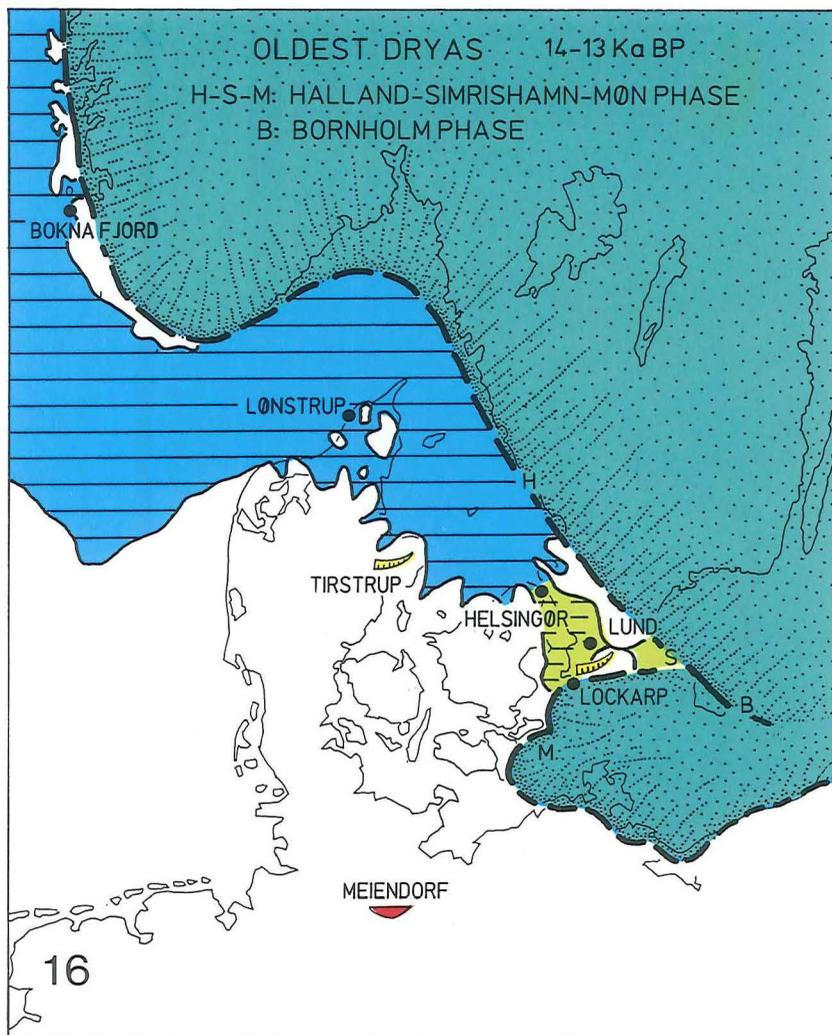 OLDEST DRYAS 14-13 Ka BP
H-S-M: HALLAND-SIMRISHAMN-MØN PHASE
B: BORNHOLM PHASE
BOKNAFJORD
LØNSTRUP
H
TIRSTRUP
HELSINGØR
LUND
S
LOCKARP
B
M
MEIENDORF
16